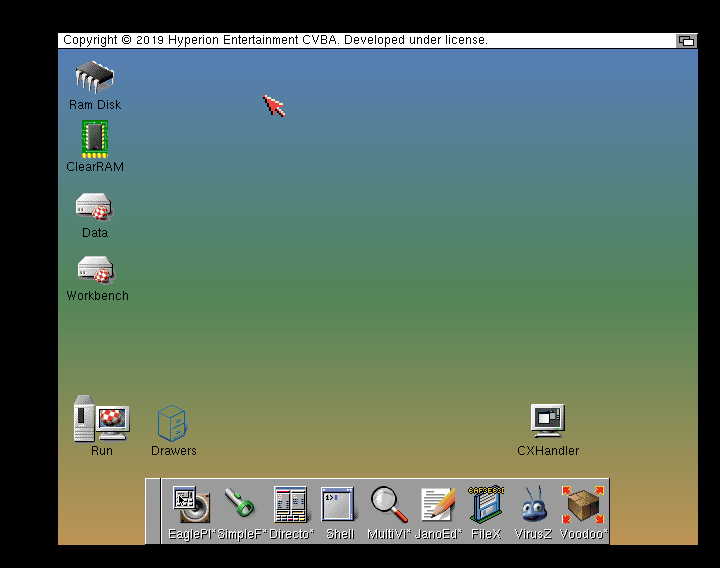 Copyright © 2019 Hyperion Entertainment CVBA. Developed under license.
Ram Disk
ClearRAM
Data
Workbench
Run
Drawers
CXHandler
EaglePl* SimpleF* Directo* Shell MultiVi* JanoEd* FileX VirusZ Voodoo*